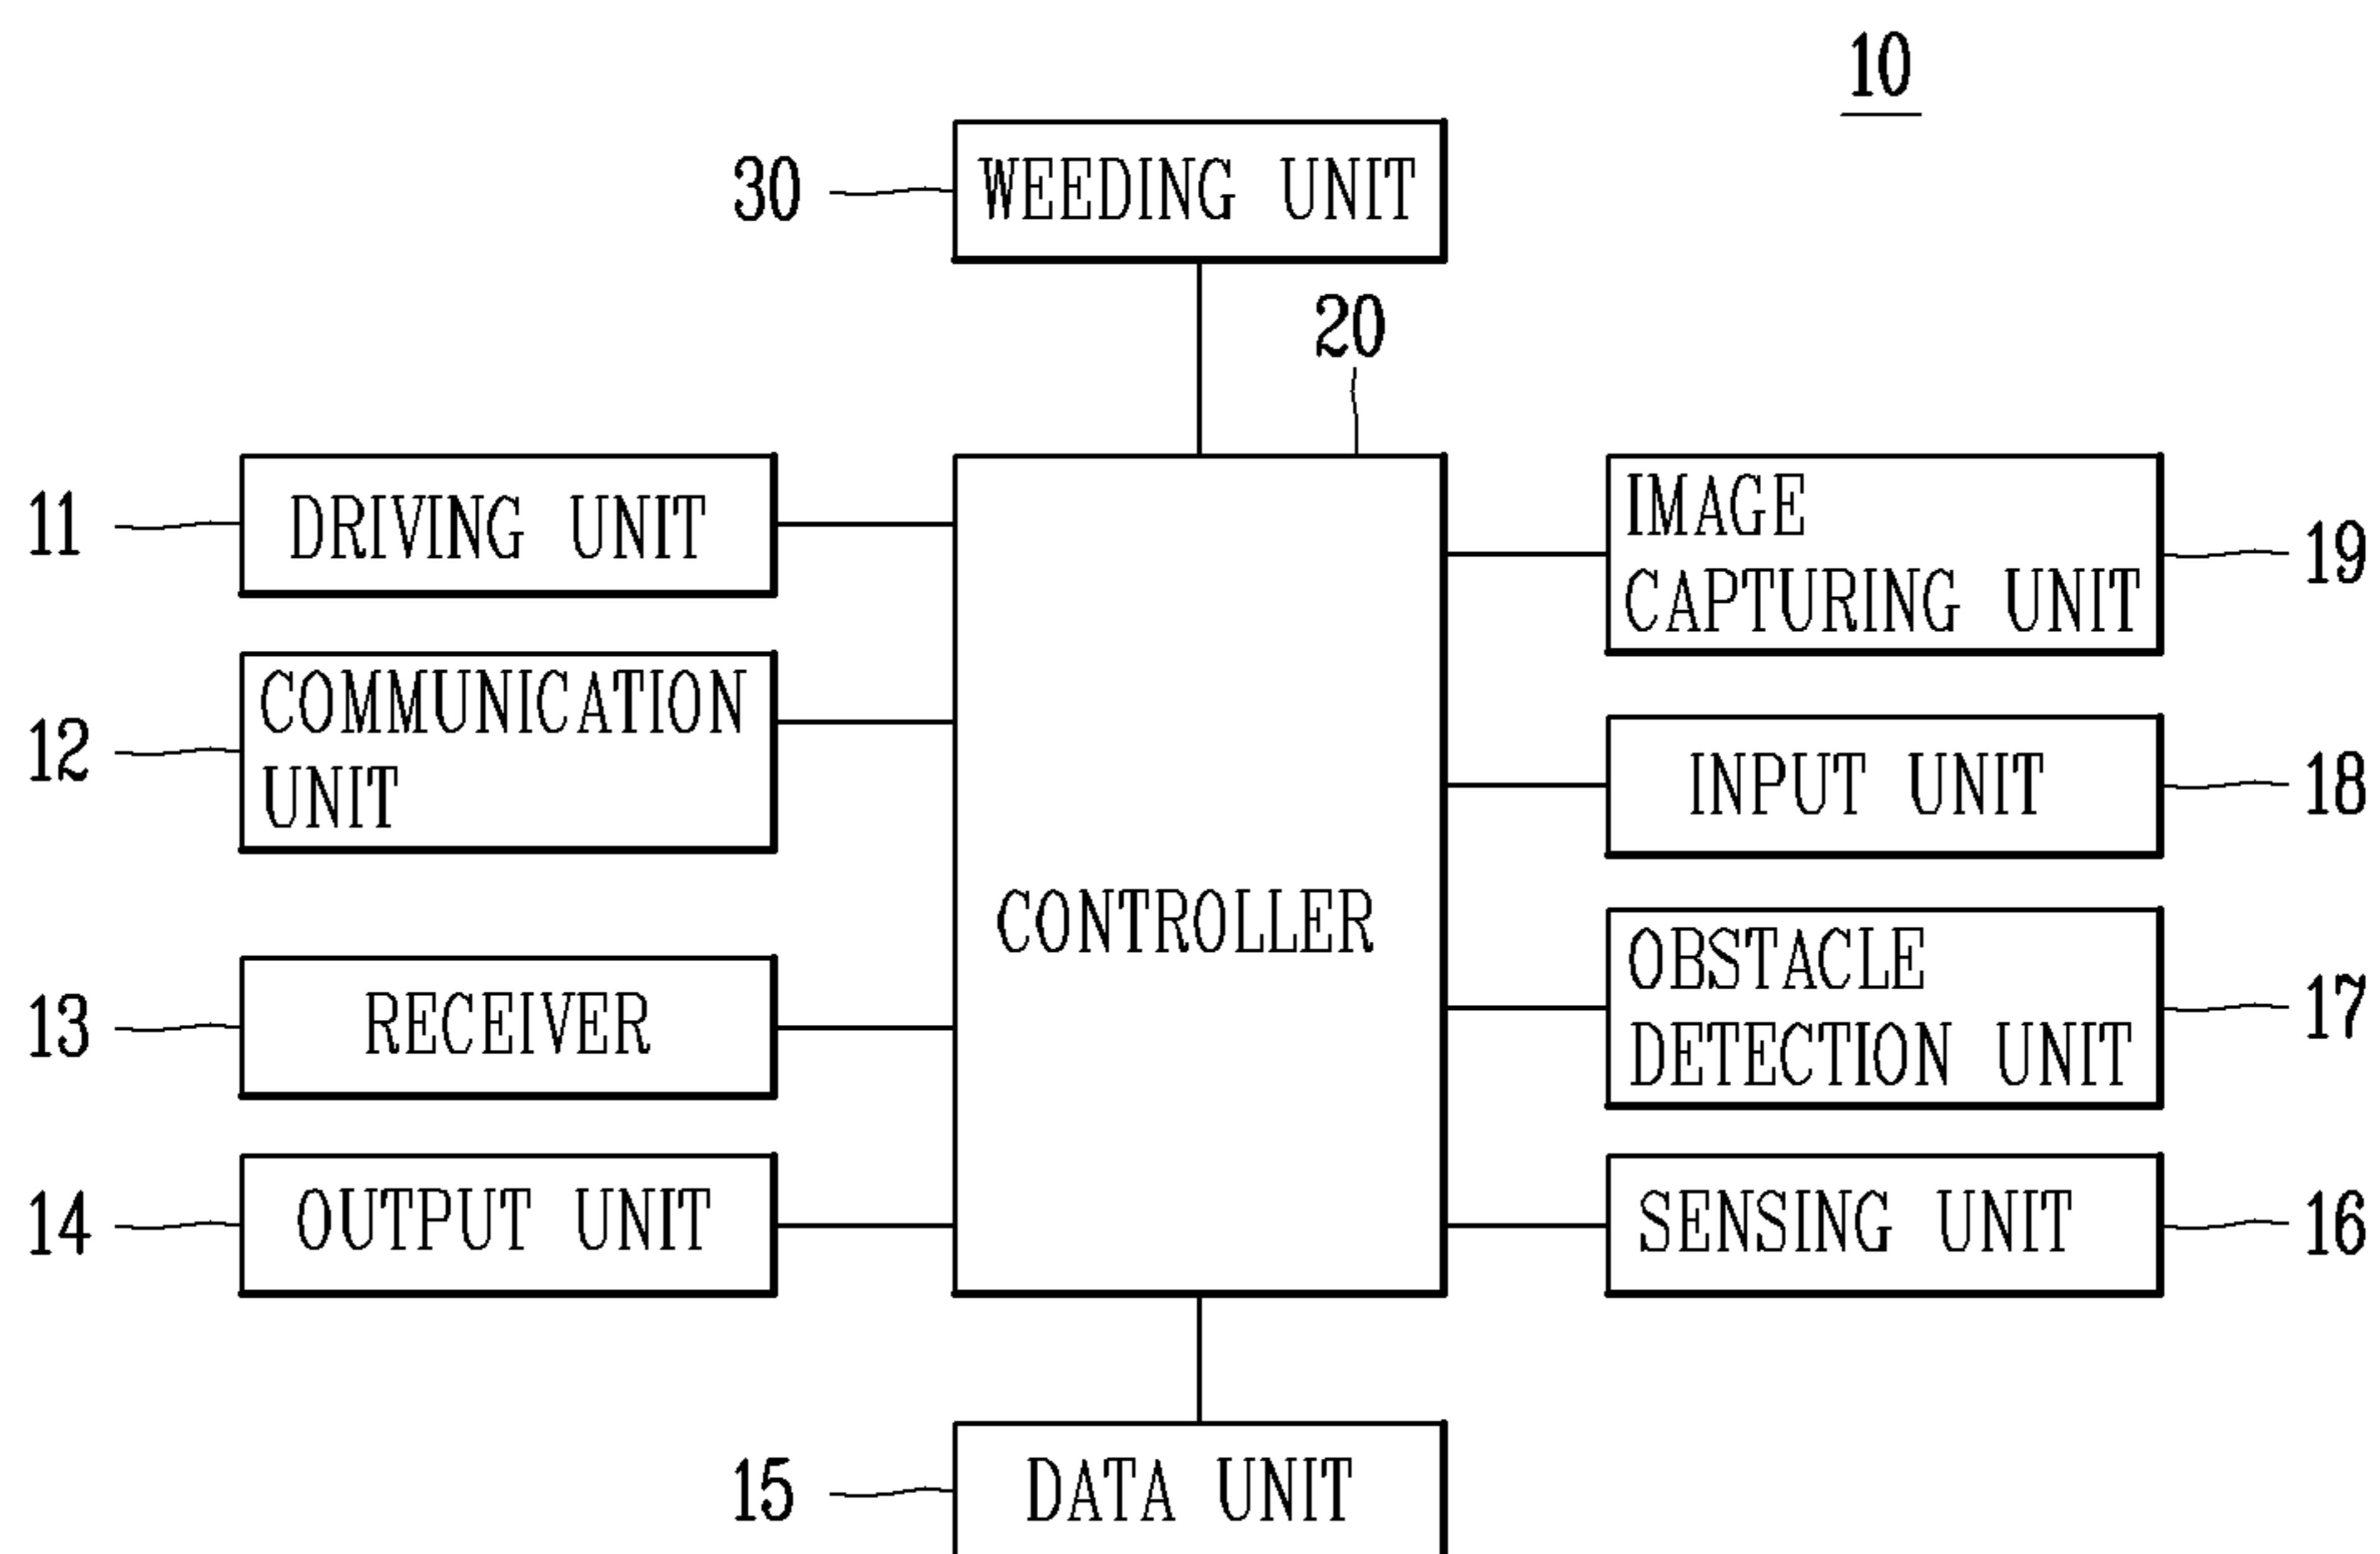 10
30
WEEDING UNIT
20
11
DRIVING UNIT
IMAGE
CAPTURING UNIT
19
12
COMMUNICATION
UNIT
INPUT UNIT
18
CONTROLLER
13
RECEIVER
OBSTACLE
DETECTION UNIT
17
14
OUTPUT UNIT
SENSING UNIT
16
15
DATA UNIT